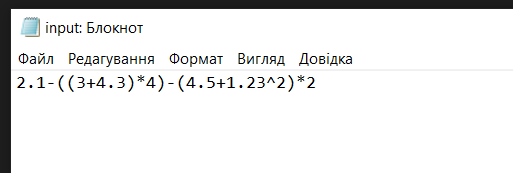 input: Блокнот
Файл Редагування Формат Вигляд Довідка
2.1-((3+4.3)*4)-(4.5+1.23^2)*2